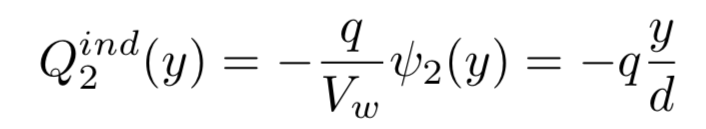 $Q_2^{ind}(y) = -\frac{q}{V_w}\psi_2(y) = -q\frac{y}{d}$